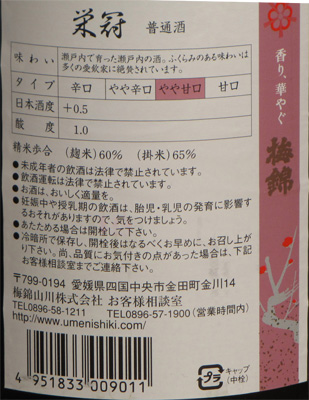 栄冠 普通酒
味わい 瀬戸内で育った瀬戸内の酒。ふくらみのある味わいは
多くの愛飲家に絶賛されています。
タイプ 辛口 やや辛口 やや甘口 甘口
日本酒度 +0.5
酸度 1.0
精米歩合 (麹米)60% (掛米)65%
●未成年者の飲酒は法律で禁止されています。
●飲酒運転は法律で禁止されています。
●お酒は、おいしく適量を。
●妊娠中や授乳期の飲酒は、胎児・乳児の発育に影響す
るおそれがありますので、気をつけましょう。
●あたためる場合は開栓して下さい。
●冷暗所で保存し、開栓後はなるべくお早めに、お召し上が
り下さい。尚、品質にお気付きの点があった場合は、下記
お客様相談室までご連絡下さい。
〒799-0194 愛媛県四国中央市金田町金川14
梅錦山川株式会社 お客様相談室
TEL0896-58-1211 TEL0896-57-1900(営業時間内)
http://www.umenishiki.com/
4 951833 009011
プラ
キャップ
(中栓)
香り、華やぐ
梅錦